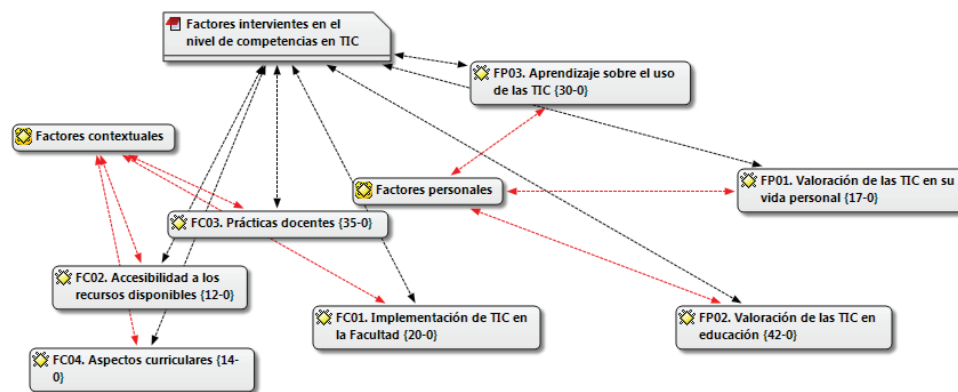 Factores intervientes en el
nivel de competencias en TIC
FP03. Aprendizaje sobre el uso
de las TIC {30-0}
Factores contextuales
Factores personales
FP01. Valoración de las TIC en su
vida personal {17-0}
FC03. Prácticas docentes {35-0}
FC02. Accesibilidad a los
recursos disponibles {12-0}
FC01. Implementación de TIC en
la Facultad {20-0}
FP02. Valoración de las TIC en
educación {42-0}
FC04. Aspectos curriculares {14-
0}